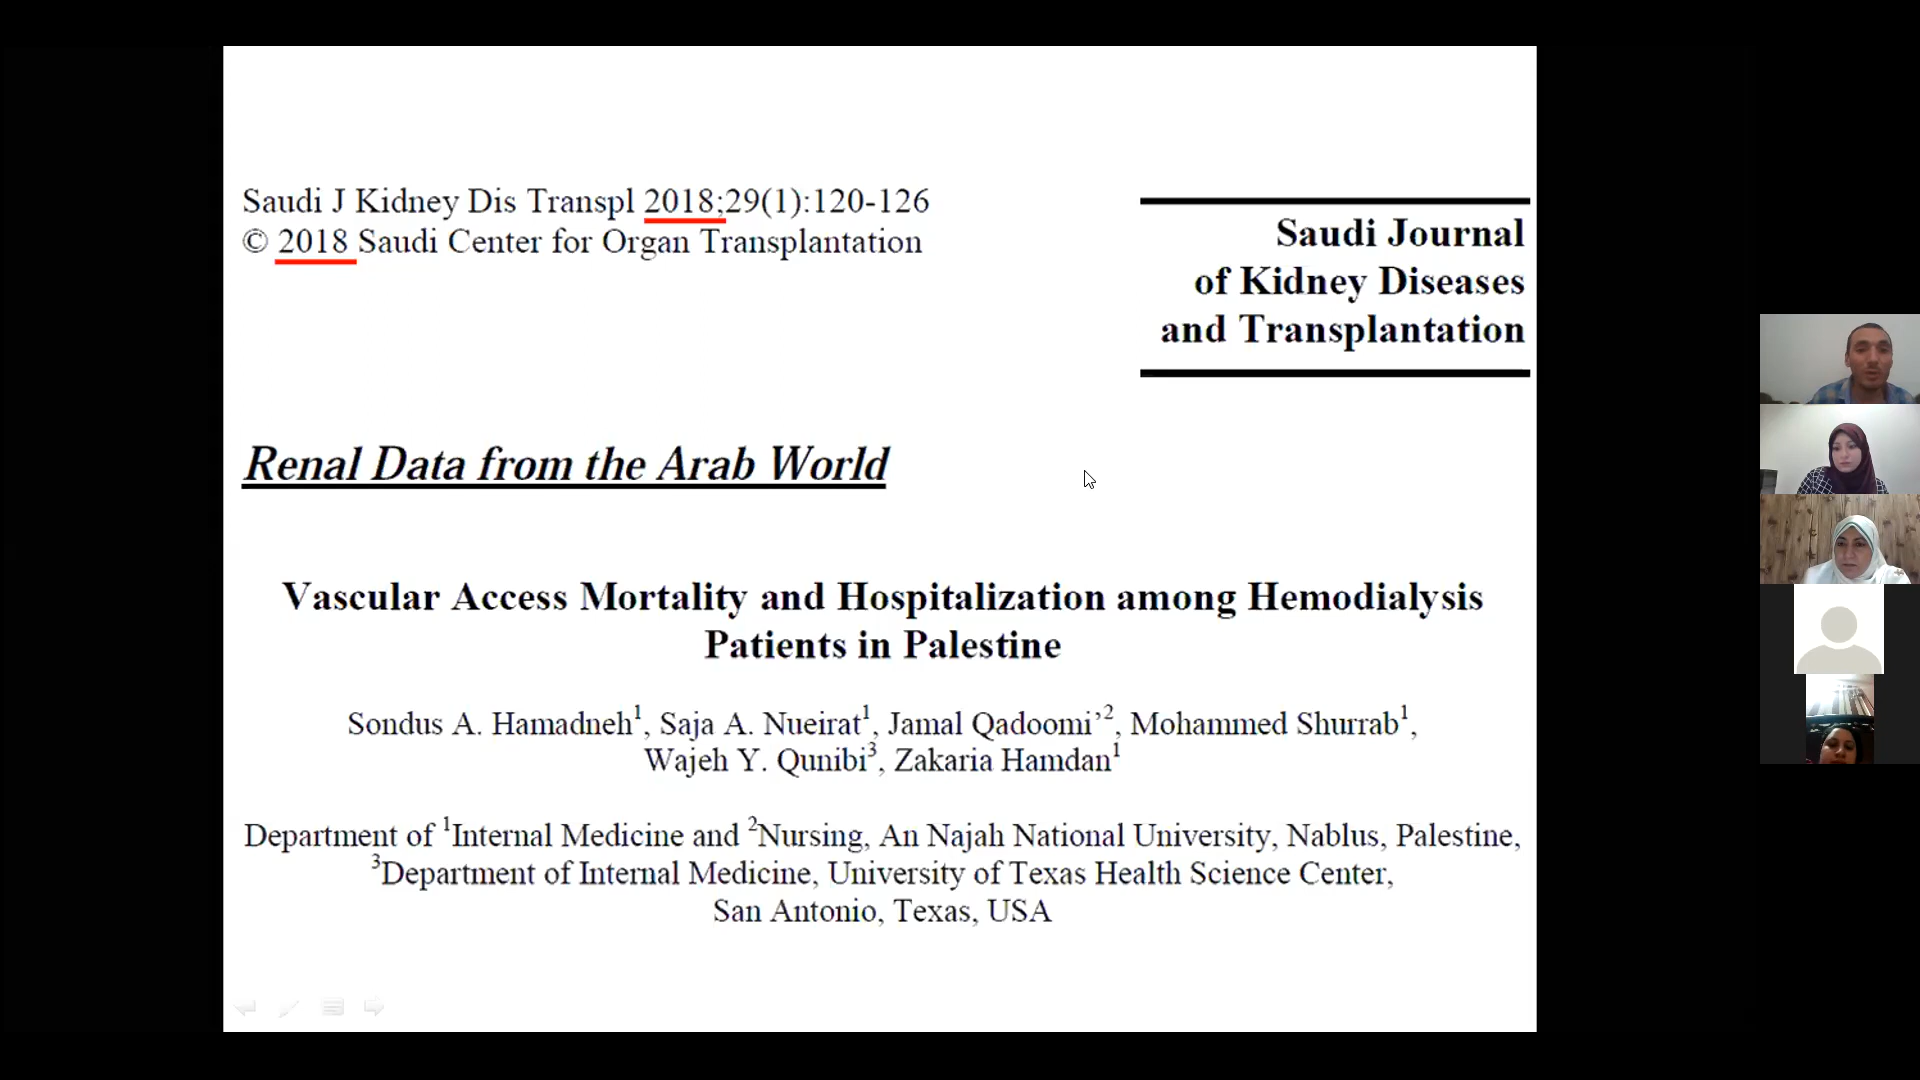 Saudi J Kidney Dis Transpl 2018;29(1):120-126
© 2018 Saudi Center for Organ Transplantation
Saudi Journal
of Kidney Diseases
and Transplantation
Renal Data from the Arab World
Vascular Access Mortality and Hospitalization among Hemodialysis
Patients in Palestine
Sondus A. Hamadneh¹, Saja A. Nueirat¹, Jamal Qadoomi’², Mohammed Shurrab¹,
Wajeh Y. Qunibi³, Zakaria Hamdan¹
Department of ¹Internal Medicine and ²Nursing, An Najah National University, Nablus, Palestine,
³Department of Internal Medicine, University of Texas Health Science Center,
San Antonio, Texas, USA